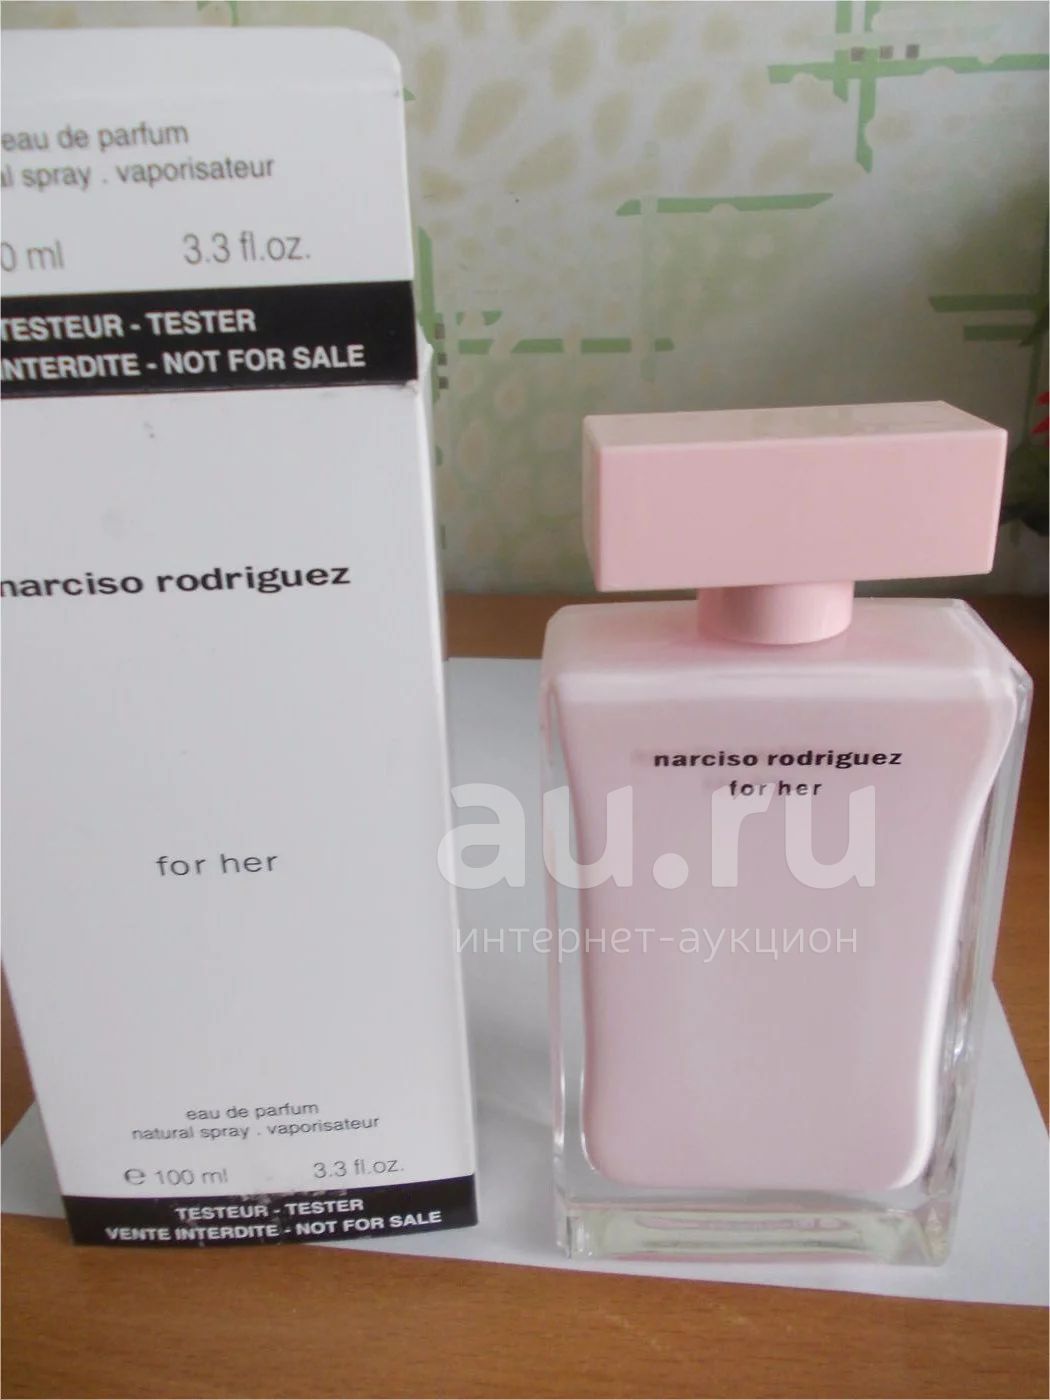 eau de parfum
al spray . vaporisateur
0 ml 3.3 fl.oz.
TESTEUR - TESTER
INTERDITE - NOT FOR SALE
narciso rodriguez
for her
eau de parfum
natural spray . vaporisateur
℮ 100 ml 3.3 fl.oz.
TESTEUR - TESTER
VENTE INTERDITE - NOT FOR SALE
narciso rodriguez
for her
au.ru
интернет-аукцион